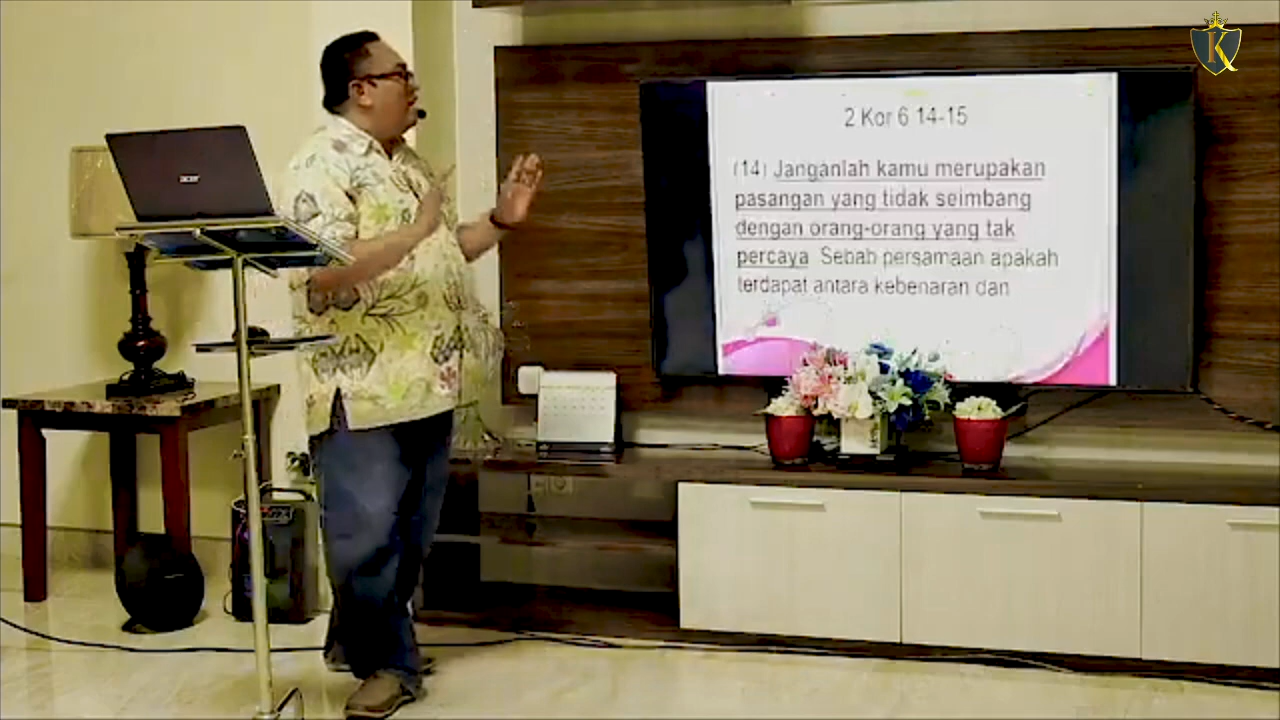 K
acer
2 Kor 6 14-15
(14) Janganlah kamu merupakan
pasangan yang tidak seimbang
dengan orang-orang yang tak
percaya Sebab persamaan apakah
terdapat antara kebenaran dan